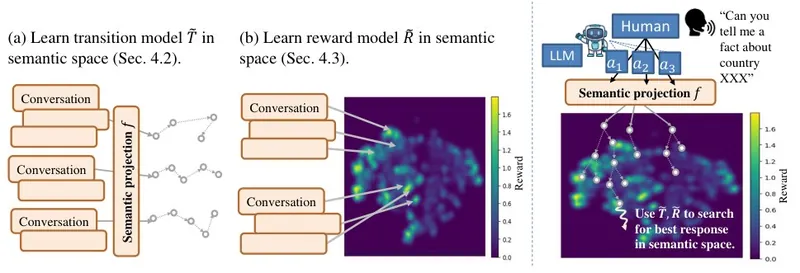 (a) Learn transition model T̃ in
semantic space (Sec. 4.2).
Conversation
Conversation
Conversation
Semantic projection f
(b) Learn reward model R̃ in semantic
space (Sec. 4.3).
Conversation
Conversation
1.6
1.4
1.2
1.0
0.8
0.6
0.4
0.2
0.0
Reward
Human
LLM
a₁ a₂ a₃
“Can you
tell me a
fact about
country
XXX”
Semantic projection f
Use T̃, R̃ to search
for best response
in semantic space.
1.6
1.4
1.2
1.0
0.8
0.6
0.4
0.2
0.0
Reward